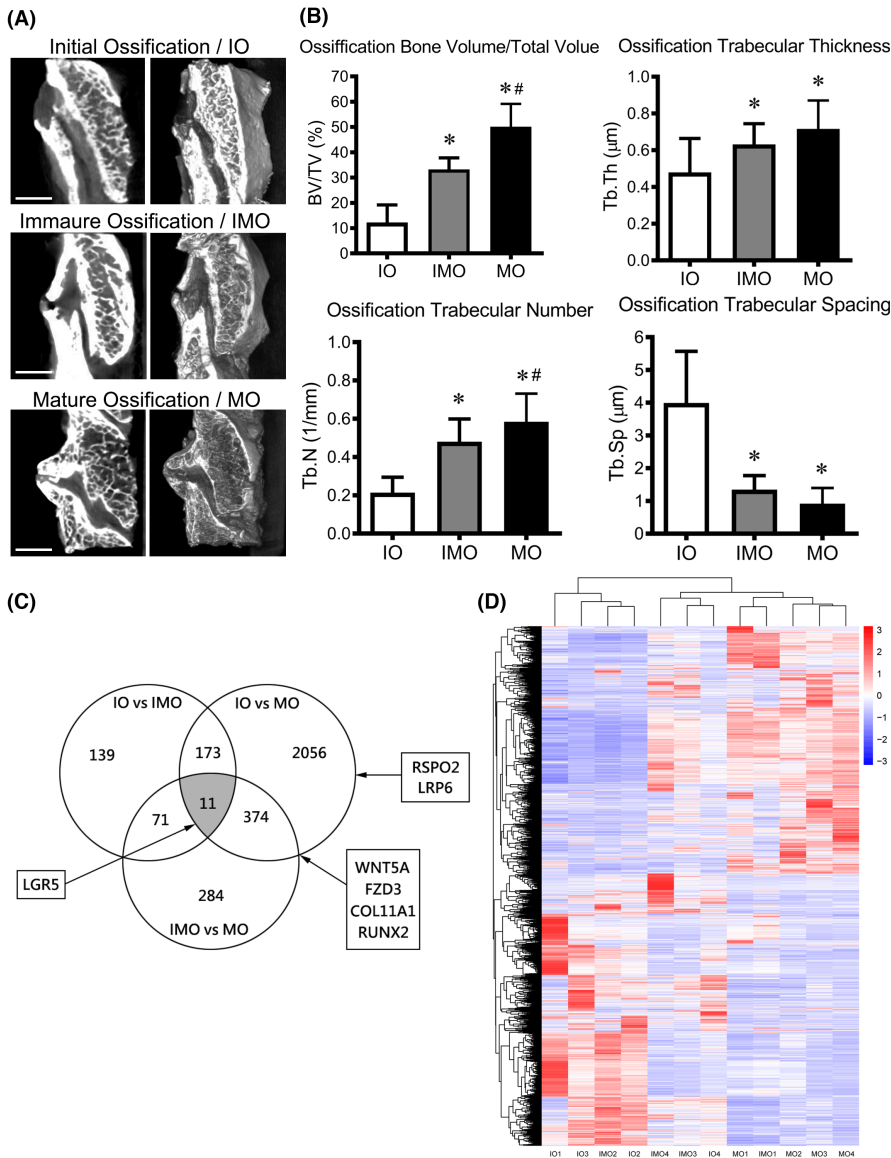 (A)
Initial Ossification / IO
Immaure Ossification / IMO
Mature Ossification / MO
(B)
Ossiffication Bone Volume/Total Volue
BV/TV (%)
70
60
50
40
30
20
10
0
*
*#
IO
IMO
MO
Ossification Trabecular Thickness
Tb.Th (μm)
1.0
0.8
0.6
0.4
0.2
0.0
*
*
IO
IMO
MO
Ossification Trabecular Number
Tb.N (1/mm)
1.0
0.8
0.6
0.4
0.2
0.0
*
*#
IO
IMO
MO
Ossification Trabecular Spacing
Tb.Sp (μm)
6
5
4
3
2
1
0
*
*
IO
IMO
MO
(C)
IO vs IMO
IO vs MO
139
173
2056
11
71
374
284
IMO vs MO
RSPO2
LRP6
LGR5
WNT5A
FZD3
COL11A1
RUNX2
(D)
3
2
1
0
−1
−2
−3
IO1 IO3 IMO2 IO2 IMO4 IMO3 IO4 MO1 IMO1 MO2 MO3 MO4